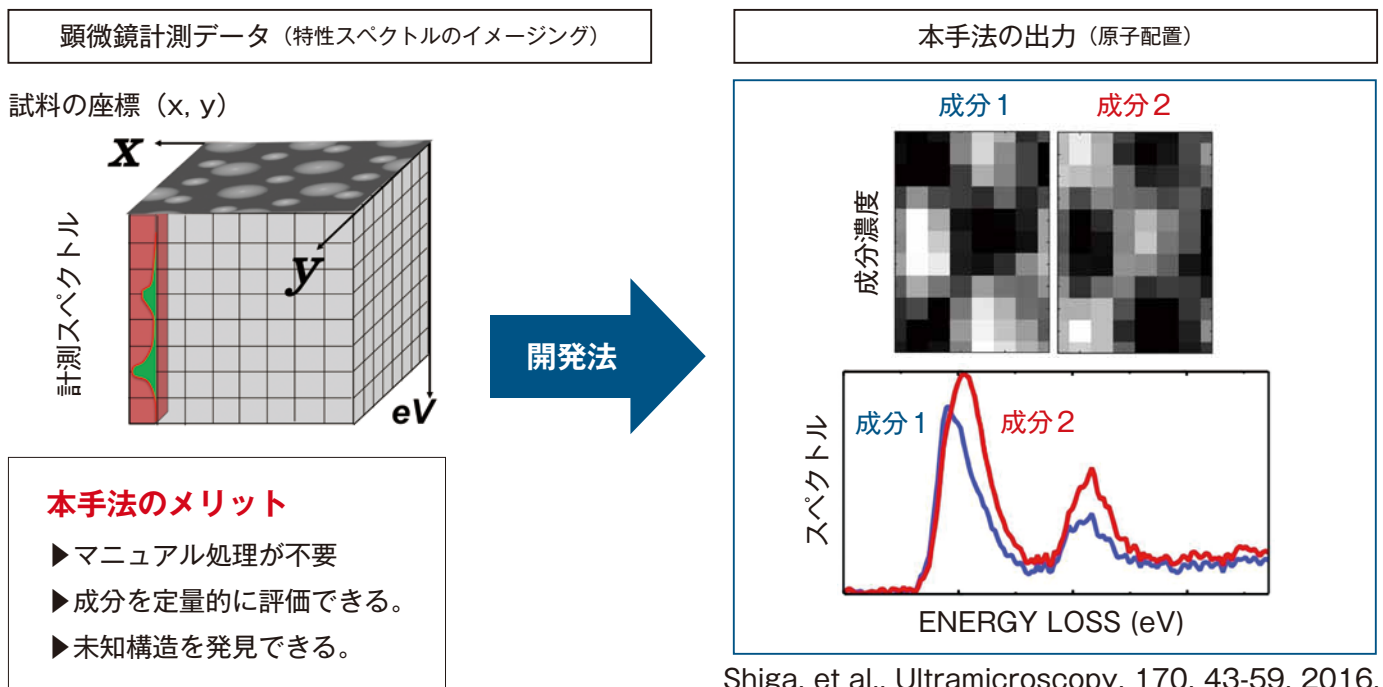 顕微鏡計測データ（特性スペクトルのイメージング）
試料の座標（x, y）
x
y
eV
計測スペクトル
本手法のメリット
▶マニュアル処理が不要
▶成分を定量的に評価できる。
▶未知構造を発見できる。
開発法
本手法の出力（原子配置）
成分１ 成分２
成分濃度
成分１ 成分２
スペクトル
ENERGY LOSS (eV)
Shiga, et al., Ultramicroscopy, 170, 43-59, 2016.